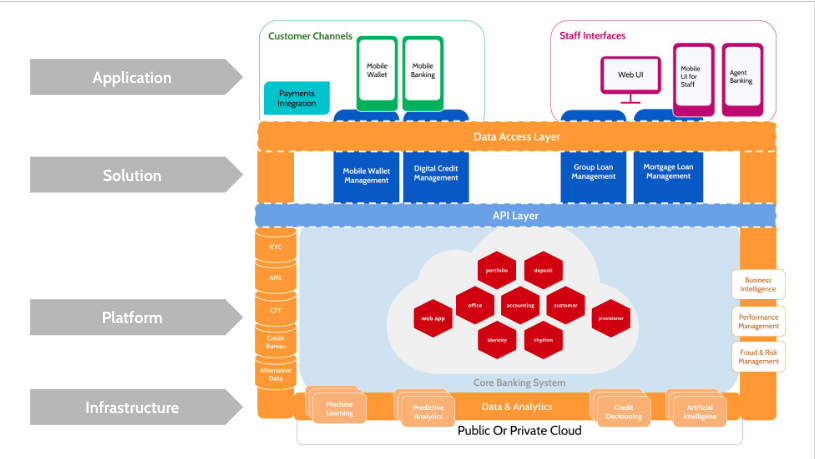 Customer Channels
Staff Interfaces
Application
Mobile
Wallet
Mobile
Banking
Web UI
Mobile
UI for
Staff
Agent
Banking
Payments
Integration
Data Access Layer
Solution
Mobile Wallet
Management
Digital Credit
Management
Group Loan
Management
Mortgage Loan
Management
API Layer
KYC
AML
CFT
Credit
Bureau
Alternative
Data
Platform
portfolio
deposit
office
accounting
customer
web app
provisioner
identity
rhythm
Core Banking System
Business
Intelligence
Performance
Management
Fraud & Risk
Management
Infrastructure
Machine
Learning
Predictive
Analytics
Data & Analytics
Credit
Decisioning
Artificial
Intelligene
Public Or Private Cloud